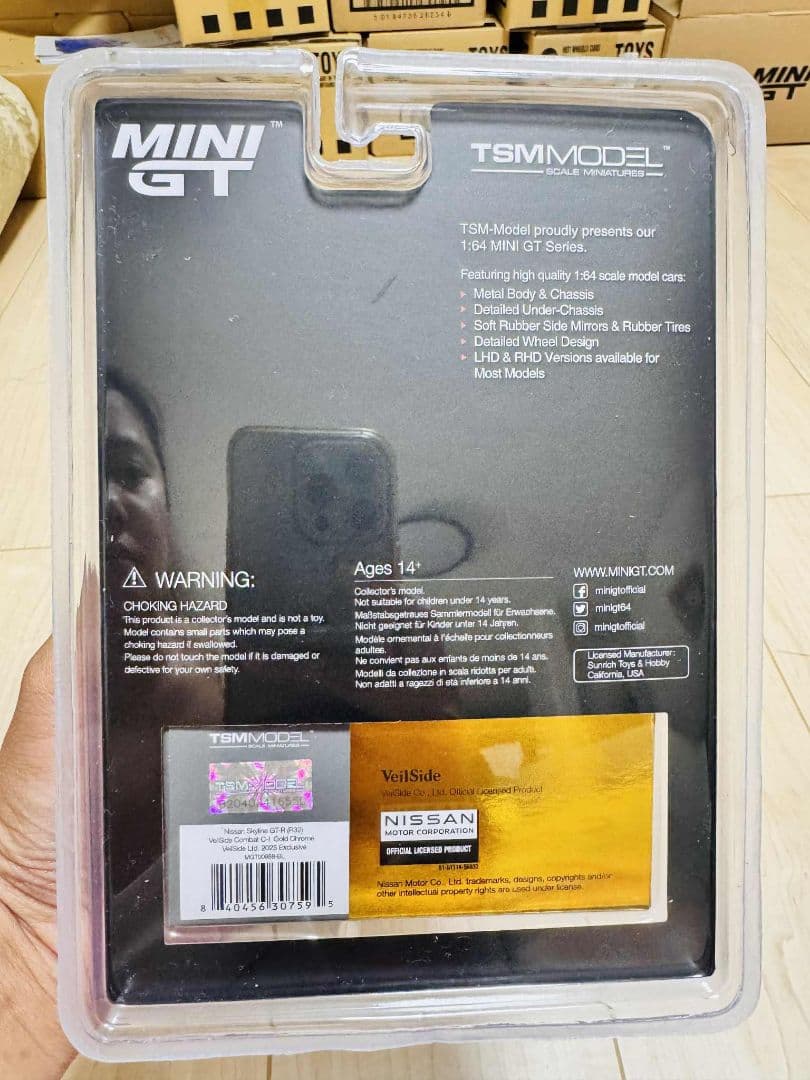 TOYS
HOT WHEELS CARS
TOYS
MINI
GT
MINI
GT
™
TSMMODEL™
SCALE MINIATURES
TSM-Model proudly presents our
1:64 MINI GT Series.
Featuring high quality 1:64 scale model cars:
Metal Body & Chassis
Detailed Under-Chassis
Soft Rubber Side Mirrors & Rubber Tires
Detailed Wheel Design
LHD & RHD Versions available for
Most Models
WARNING:
CHOKING HAZARD
This product is a collector's model and is not a toy.
Model contains small parts which may pose a
choking hazard if swallowed.
Please do not touch the model if it is damaged or
defective for your own safety.
Ages 14+
Collector's model.
Not suitable for children under 14 years.
Maßstabsgetreues Sammlermodell für Erwachsene.
Nicht geeignet für Kinder unter 14 Jahren.
Modèle ornemental à l'échelle pour collectionneurs
adultes.
Ne convient pas aux enfants de moins de 14 ans.
Modelli da collezione in scala ridotta per adulti.
Non adatti a ragazzi di età inferiore a 14 anni.
WWW.MINIGT.COM
minigtofficial
minigt64
minigtofficial
Licensed Manufacturer:
Sunrich Toys & Hobby
California, USA
TSMMODEL
SCALE MINIATURES
TSMMODEL
Nissan Skyline GT-R (R32)
VeilSide Combat C-I Gold Chrome
VeilSide Ltd. 2025 Exclusive
8 40456 30759 5
VeilSide
VeilSide Co., Ltd. Official Licensed Product
NISSAN
MOTOR CORPORATION
OFFICIAL LICENSED PRODUCT
Nissan Motor Co., Ltd. trademarks, designs, copyrights and/or
other intellectual property rights are used under license.